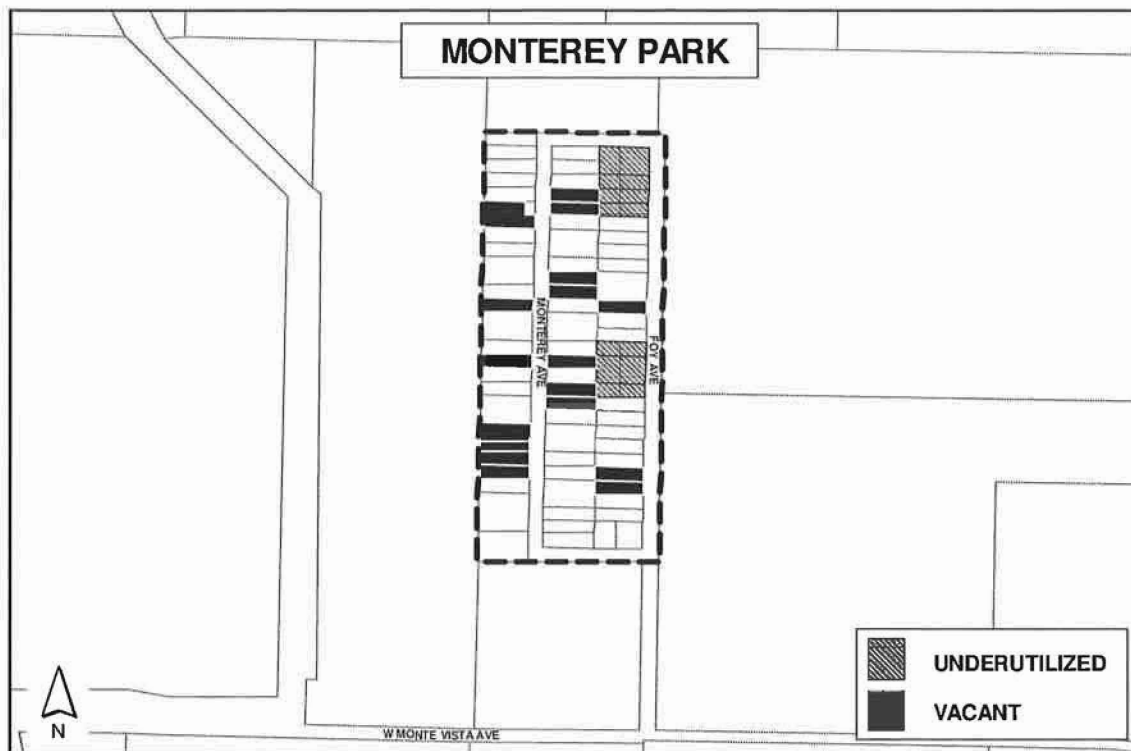 MONTEREY PARK
MONTEREY AVE
FOY AVE
UNDERUTILIZED
VACANT
N
W MONTE VISTA AVE